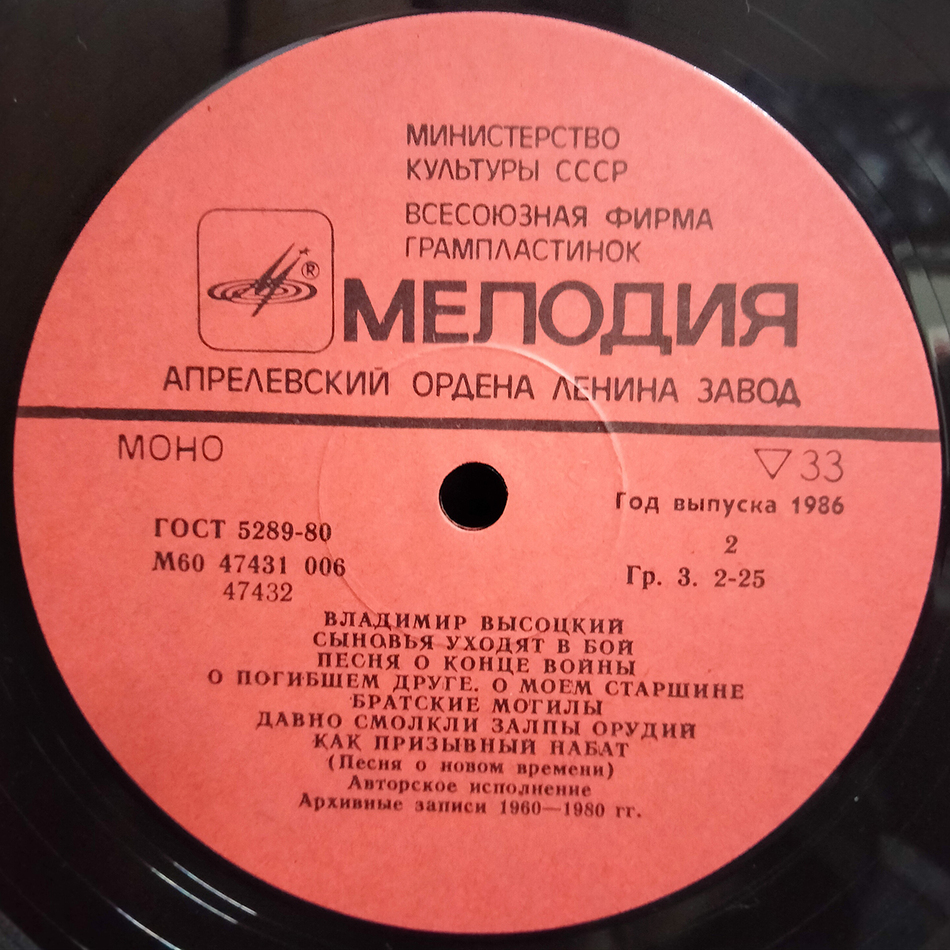 МИНИСТЕРСТВО
КУЛЬТУРЫ СССР
ВСЕСОЮЗНАЯ ФИРМА
ГРАМПЛАСТИНОК
®
МЕЛОДИЯ
АПРЕЛЕВСКИЙ ОРДЕНА ЛЕНИНА ЗАВОД
МОНО
▽33
Год выпуска 1986
ГОСТ 5289-80
2
М60 47431 006
Гр. 3. 2-25
47432
ВЛАДИМИР ВЫСОЦКИЙ
СЫНОВЬЯ УХОДЯТ В БОЙ
ПЕСНЯ О КОНЦЕ ВОЙНЫ
О ПОГИБШЕМ ДРУГЕ. О МОЕМ СТАРШИНЕ
БРАТСКИЕ МОГИЛЫ
ДАВНО СМОЛКЛИ ЗАЛПЫ ОРУДИЙ
КАК ПРИЗЫВНЫЙ НАБАТ
(Песня о новом времени)
Авторское исполнение
Архивные записи 1960—1980 гг.